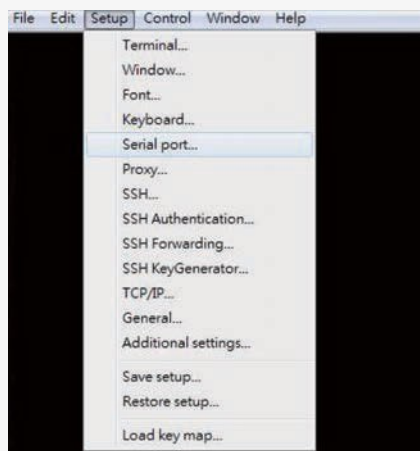 File Edit Setup Control Window Help
Terminal...
Window...
Font...
Keyboard...
Serial port...
Proxy...
SSH...
SSH Authentication...
SSH Forwarding...
SSH KeyGenerator...
TCP/IP...
General...
Additional settings...
Save setup...
Restore setup...
Load key map...